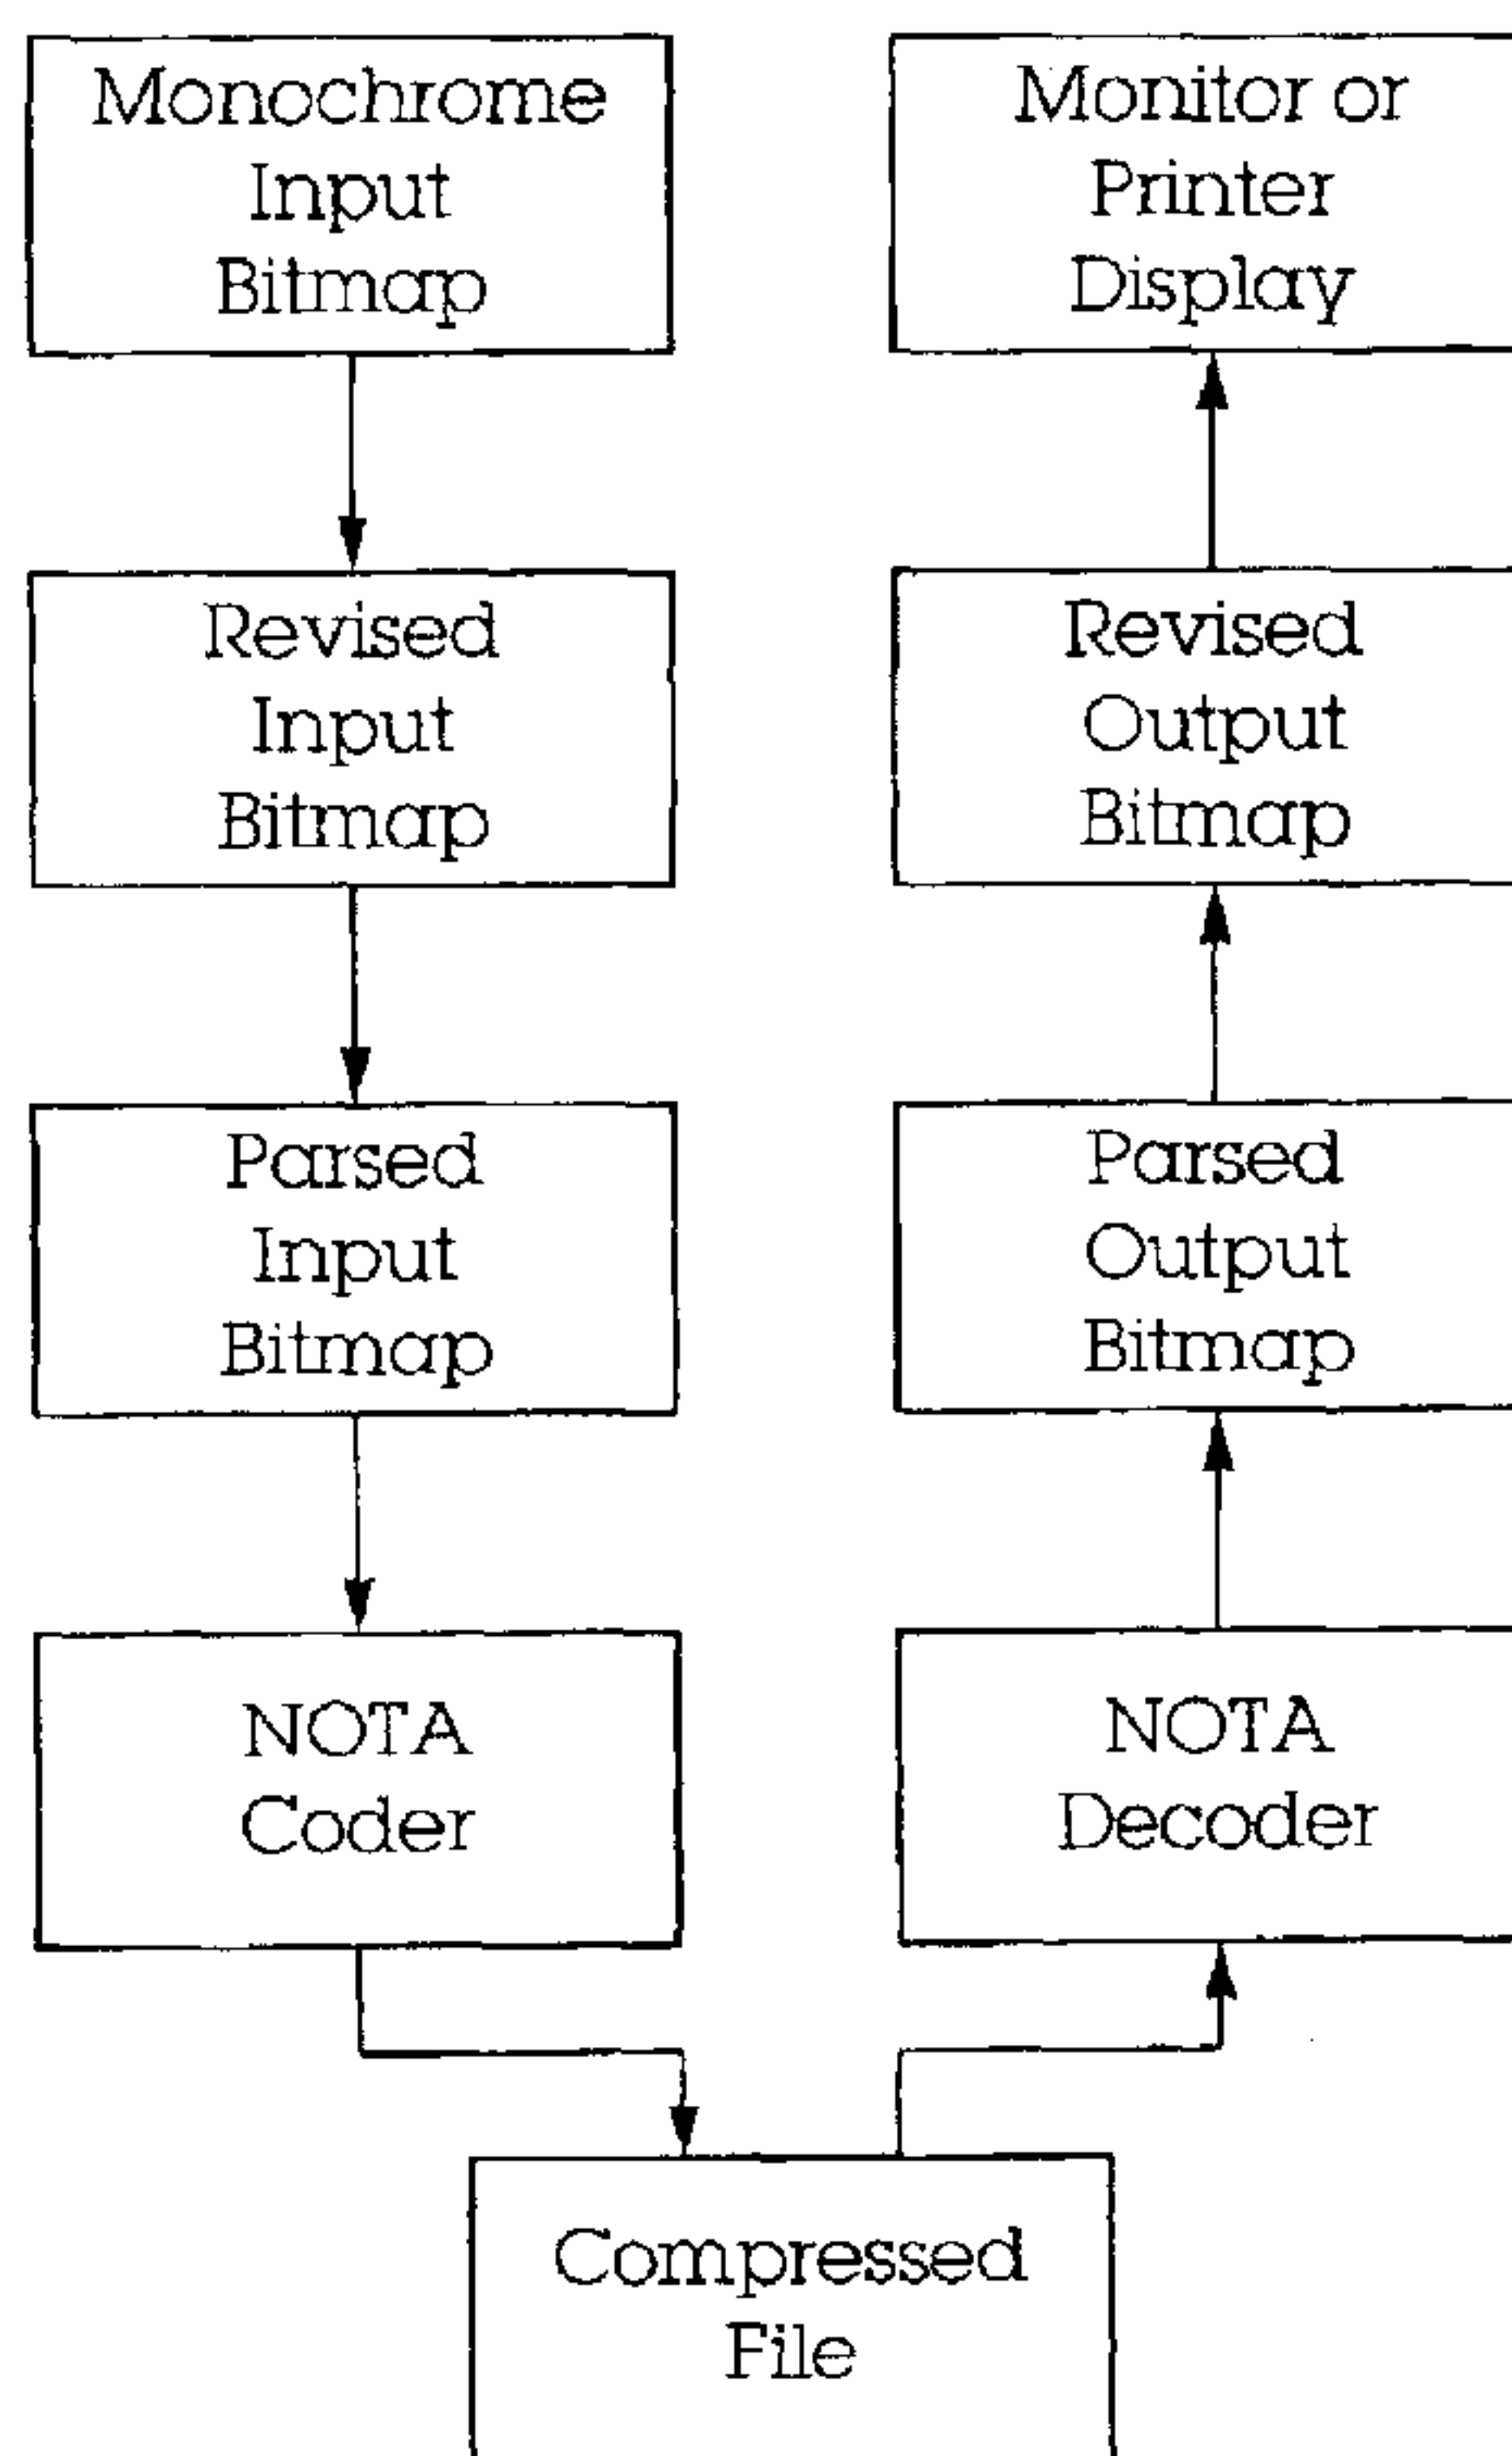 Monochrome
Input
Bitmap
Revised
Input
Bitmap
Parsed
Input
Bitmap
NOTA
Coder
Compressed
File
NOTA
Decoder
Parsed
Output
Bitmap
Revised
Output
Bitmap
Monitor or
Printer
Display